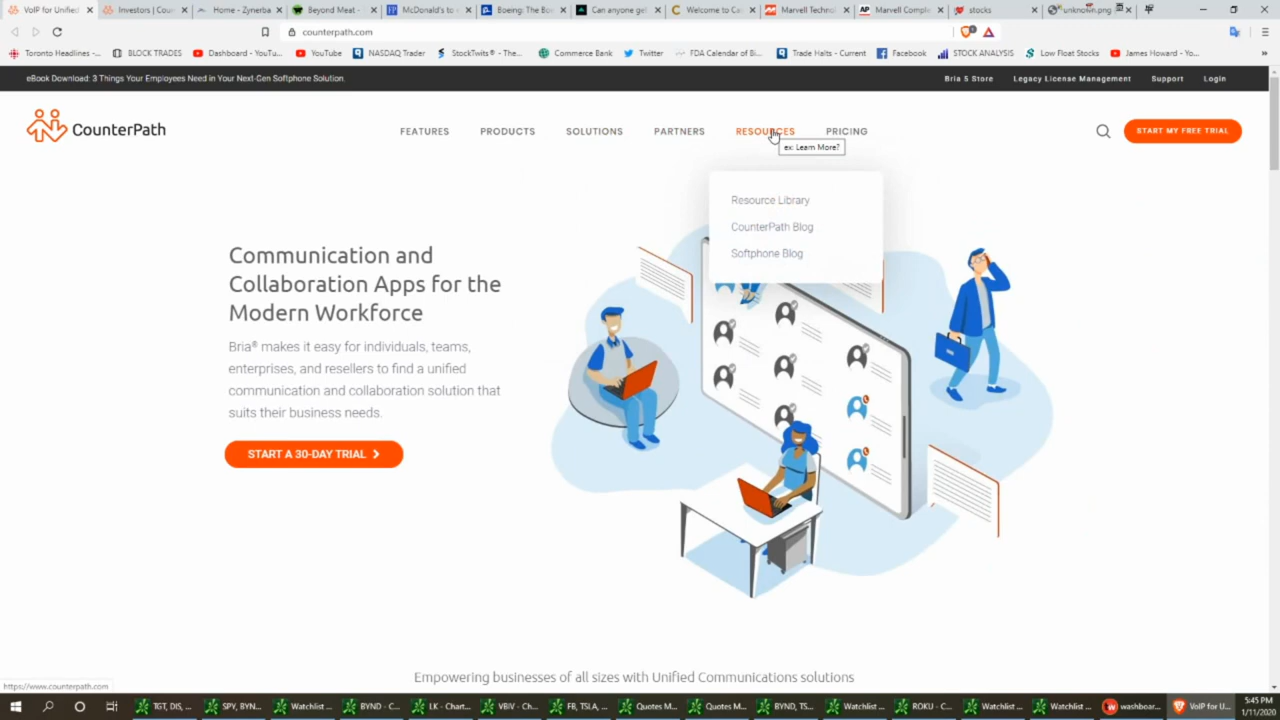 VoIP for Unified
Investors | Coun
Home - Zynerba
Beyond Meat -
McDonald's to
Boeing: The Boe
Can anyone get
Welcome to Ca
Marvell Technol
Marvell Comple
stocks
unknown.png
counterpath.com
Toronto Headlines -...
BLOCK TRADES
Dashboard - YouTu...
YouTube
NASDAQ Trader
StockTwits® - The...
Commerce Bank
Twitter
FDA Calendar of Bi...
Trade Halts - Current
Facebook
STOCK ANALYSIS
Low Float Stocks
James Howard - Yo...
eBook Download: 3 Things Your Employees Need in Your Next-Gen Softphone Solution.
Bria 5 Store
Legacy License Management
Support
Login
CounterPath
FEATURES
PRODUCTS
SOLUTIONS
PARTNERS
RESOURCES
PRICING
START MY FREE TRIAL
ex: Learn More?
Resource Library
CounterPath Blog
Softphone Blog
Communication and
Collaboration Apps for the
Modern Workforce
Bria® makes it easy for individuals, teams,
enterprises, and resellers to find a unified
communication and collaboration solution that
suits their business needs.
START A 30-DAY TRIAL
Empowering businesses of all sizes with Unified Communications solutions
https://www.counterpath.com
TGT, DIS, ...
SPY, BYN...
Watchlist ...
BYND - C...
LK - Chart...
VBIV - Ch...
FB, TSLA, ...
Quotes M...
Quotes M...
BYND, TS...
Watchlist ...
ROKU - C...
Watchlist ...
Watchlist ...
washboar...
VoIP for U...
5:45 PM
1/11/2020